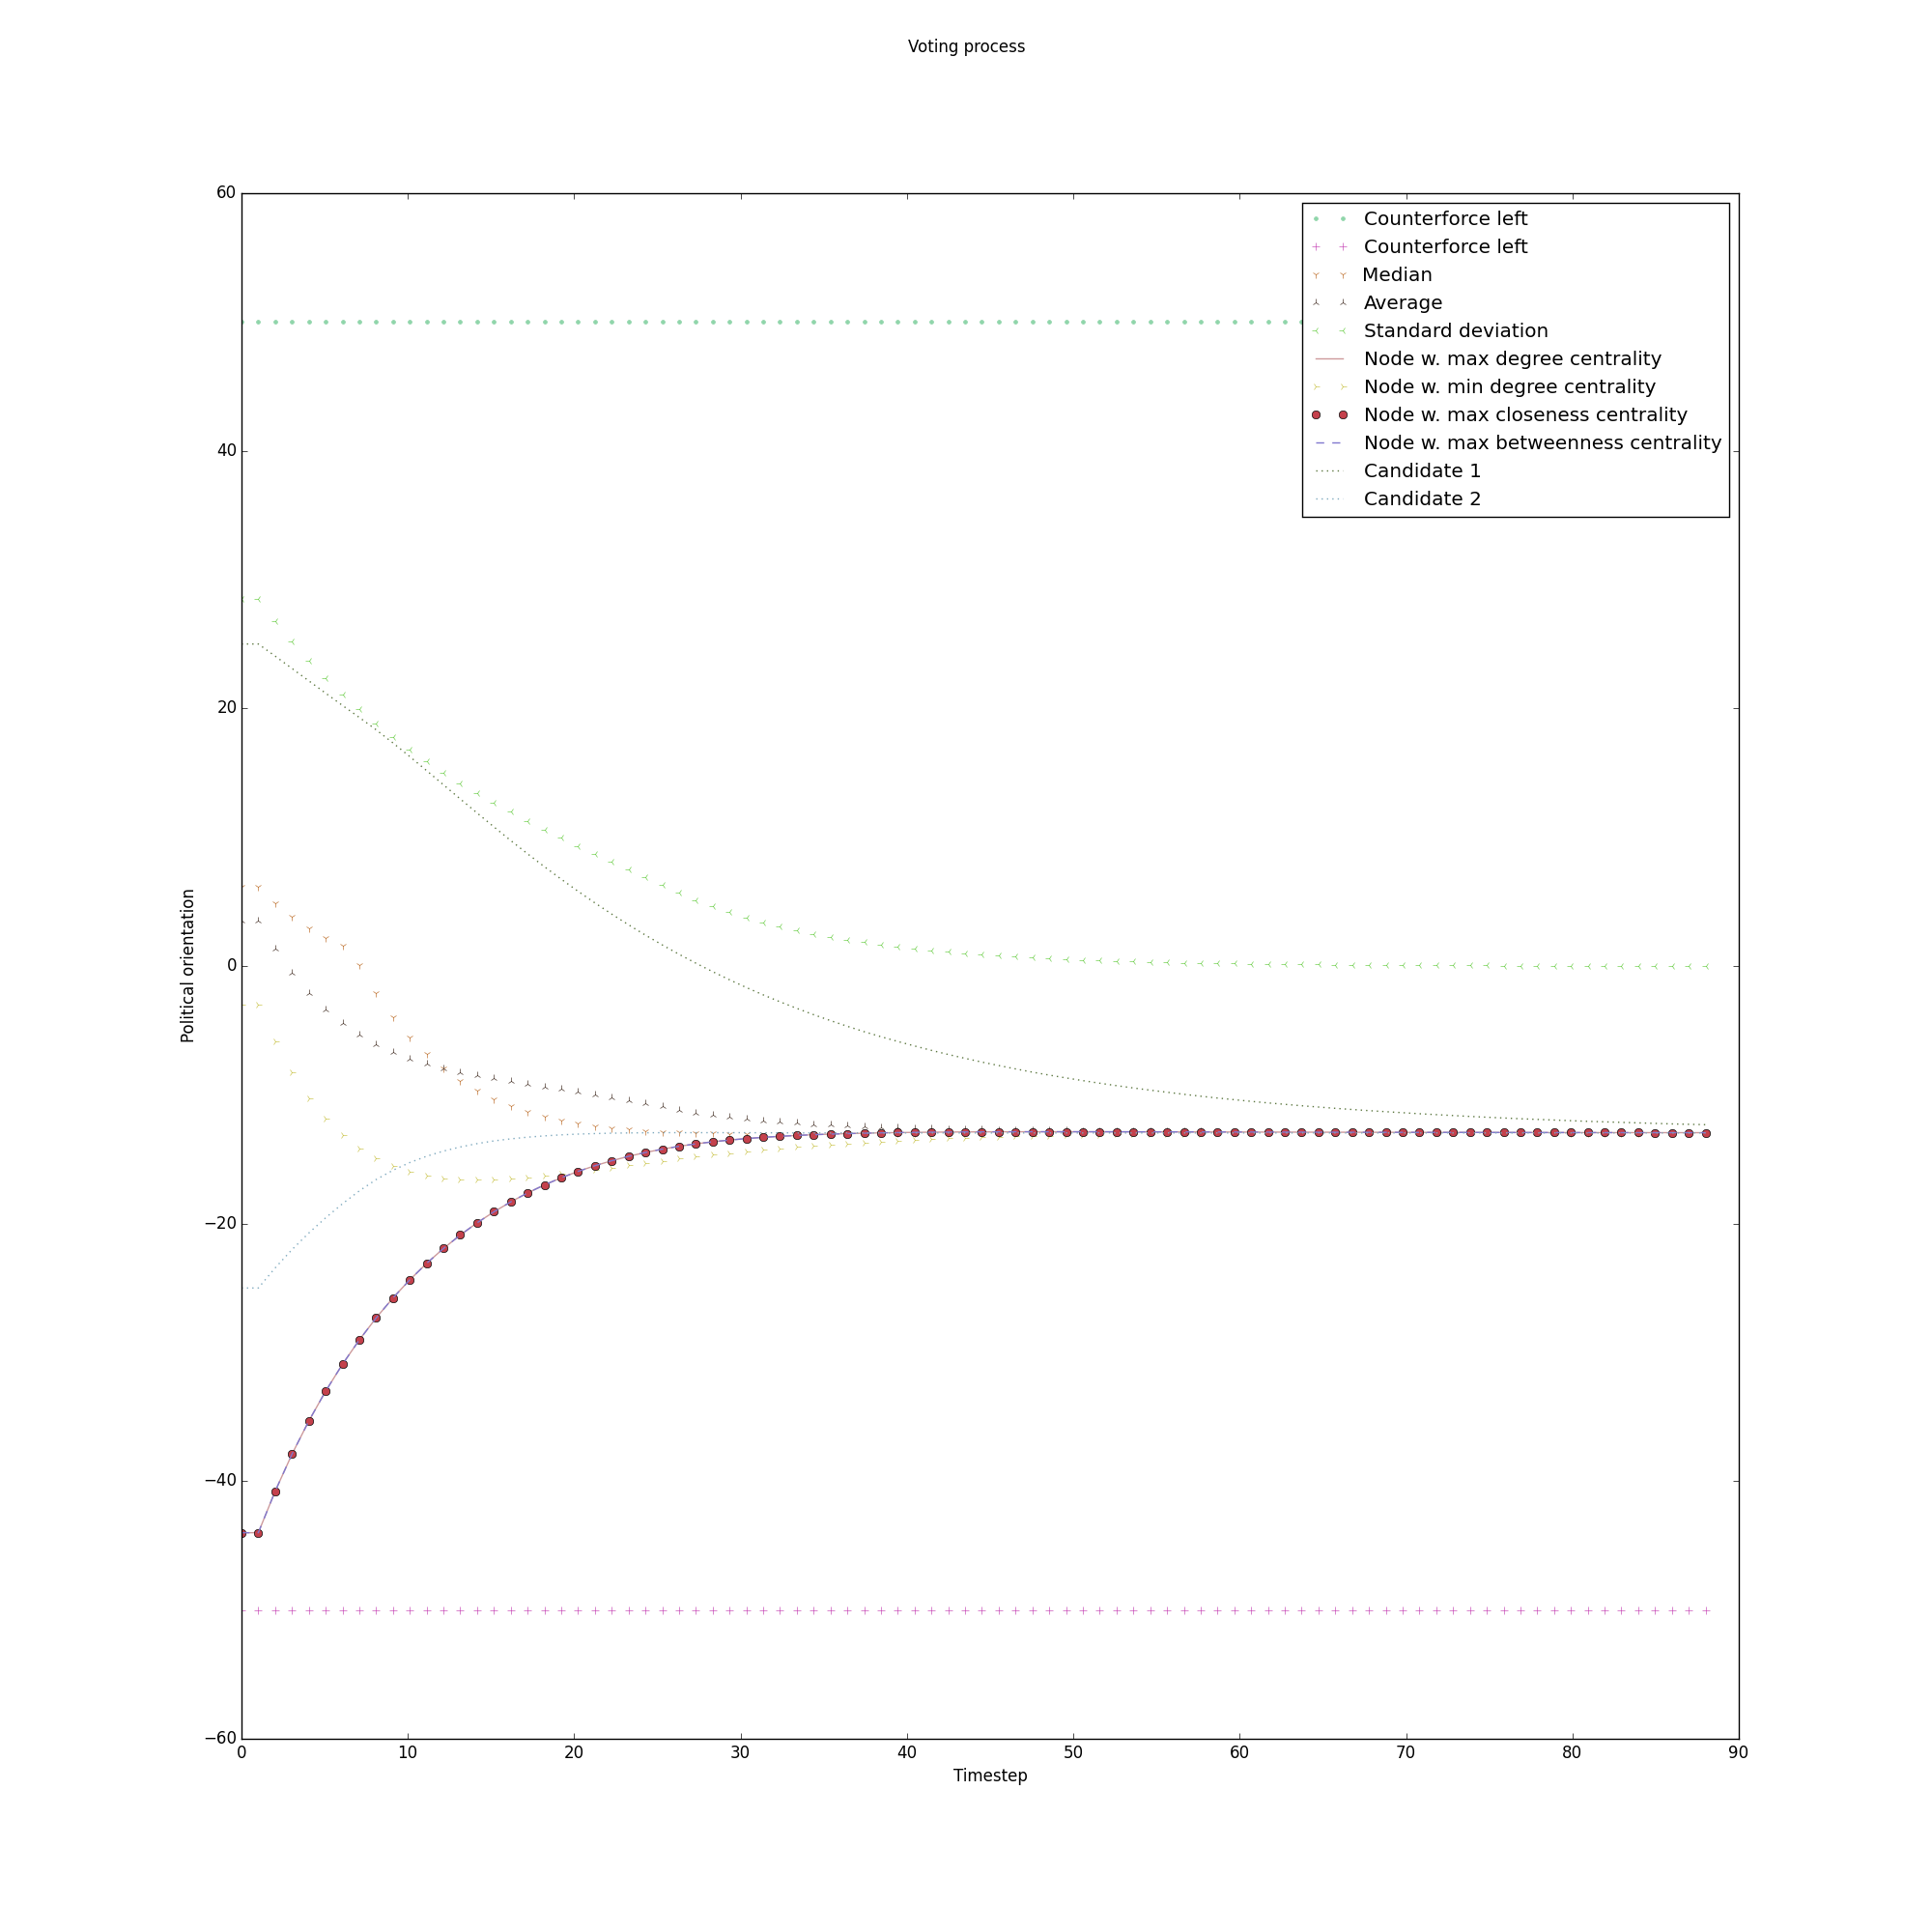 Voting process
60
40
20
0
−20
−40
−60
Political orientation
Counterforce left
Counterforce left
Median
Average
Standard deviation
Node w. max degree centrality
Node w. min degree centrality
Node w. max closeness centrality
Node w. max betweenness centrality
Candidate 1
Candidate 2
0 10 20 30 40 50 60 70 80 90
Timestep